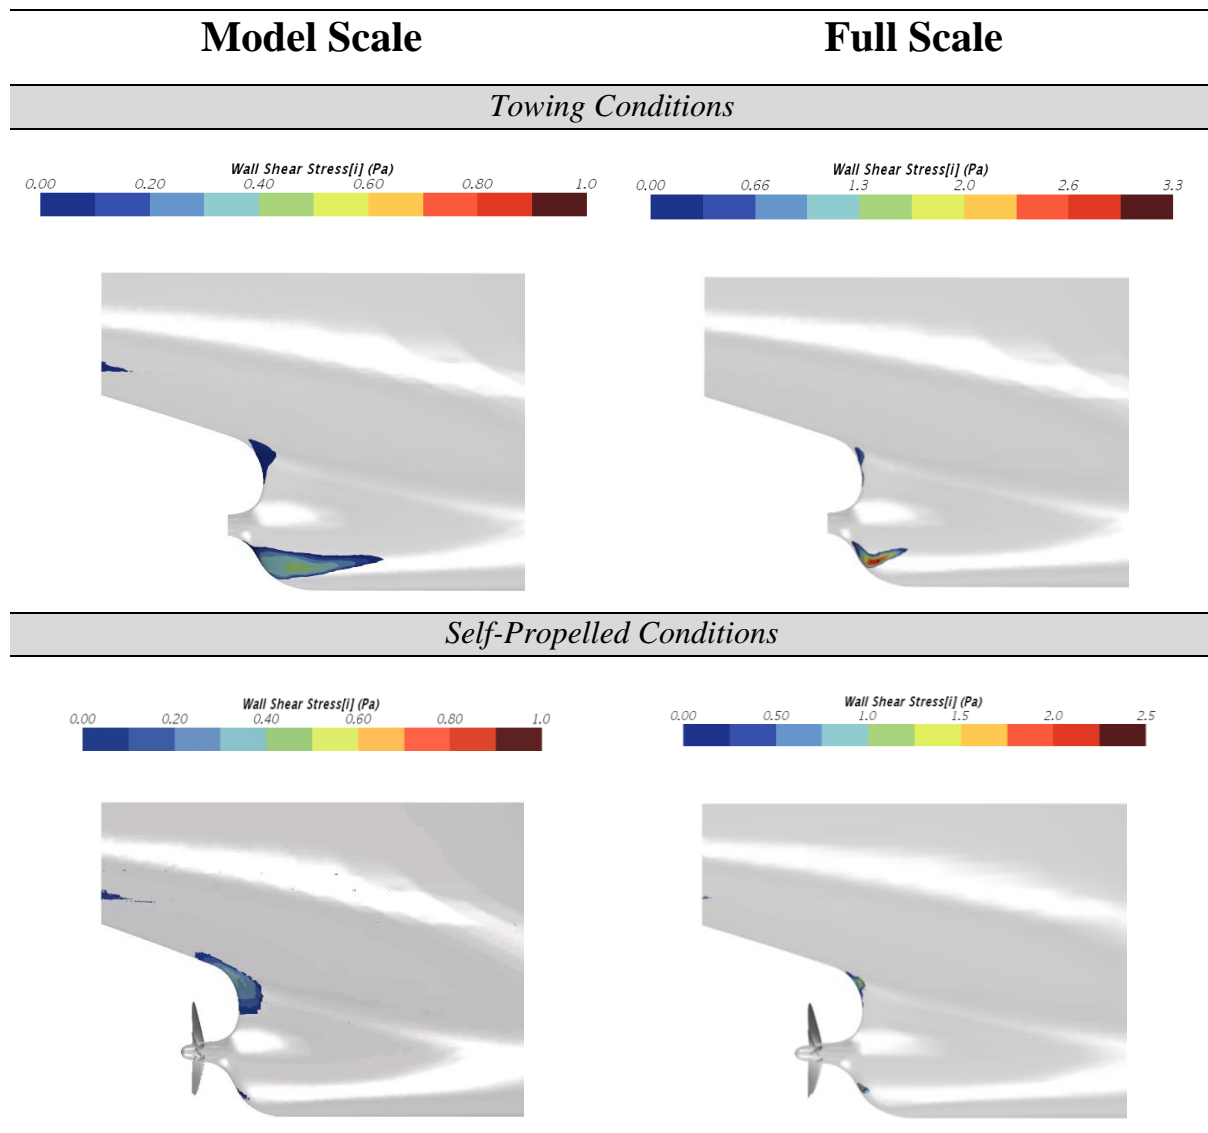 Model Scale Full Scale
Towing Conditions
Wall Shear Stress[i] (Pa) Wall Shear Stress[i] (Pa)
0.00 0.20 0.40 0.60 0.80 1.0 0.00 0.66 1.3 2.0 2.6 3.3
Self-Propelled Conditions
Wall Shear Stress[i] (Pa) Wall Shear Stress[i] (Pa)
0.00 0.20 0.40 0.60 0.80 1.0 0.00 0.50 1.0 1.5 2.0 2.5